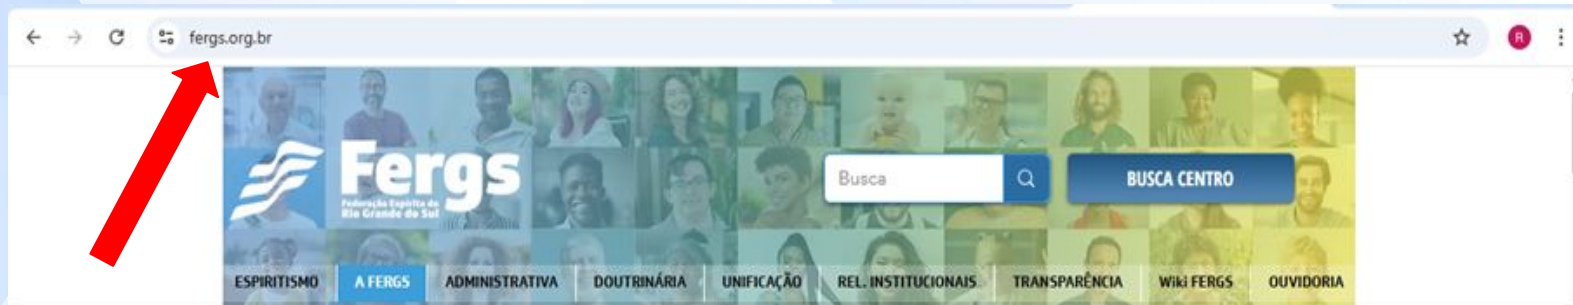 fergs.org.br
R
Fergs
Federação Espírita do
Rio Grande do Sul
Busca
BUSCA CENTRO
ESPIRITISMO A FERGS ADMINISTRATIVA DOUTRINÁRIA UNIFICAÇÃO REL. INSTITUCIONAIS TRANSPARÊNCIA Wiki FERGS OUVIDORIA